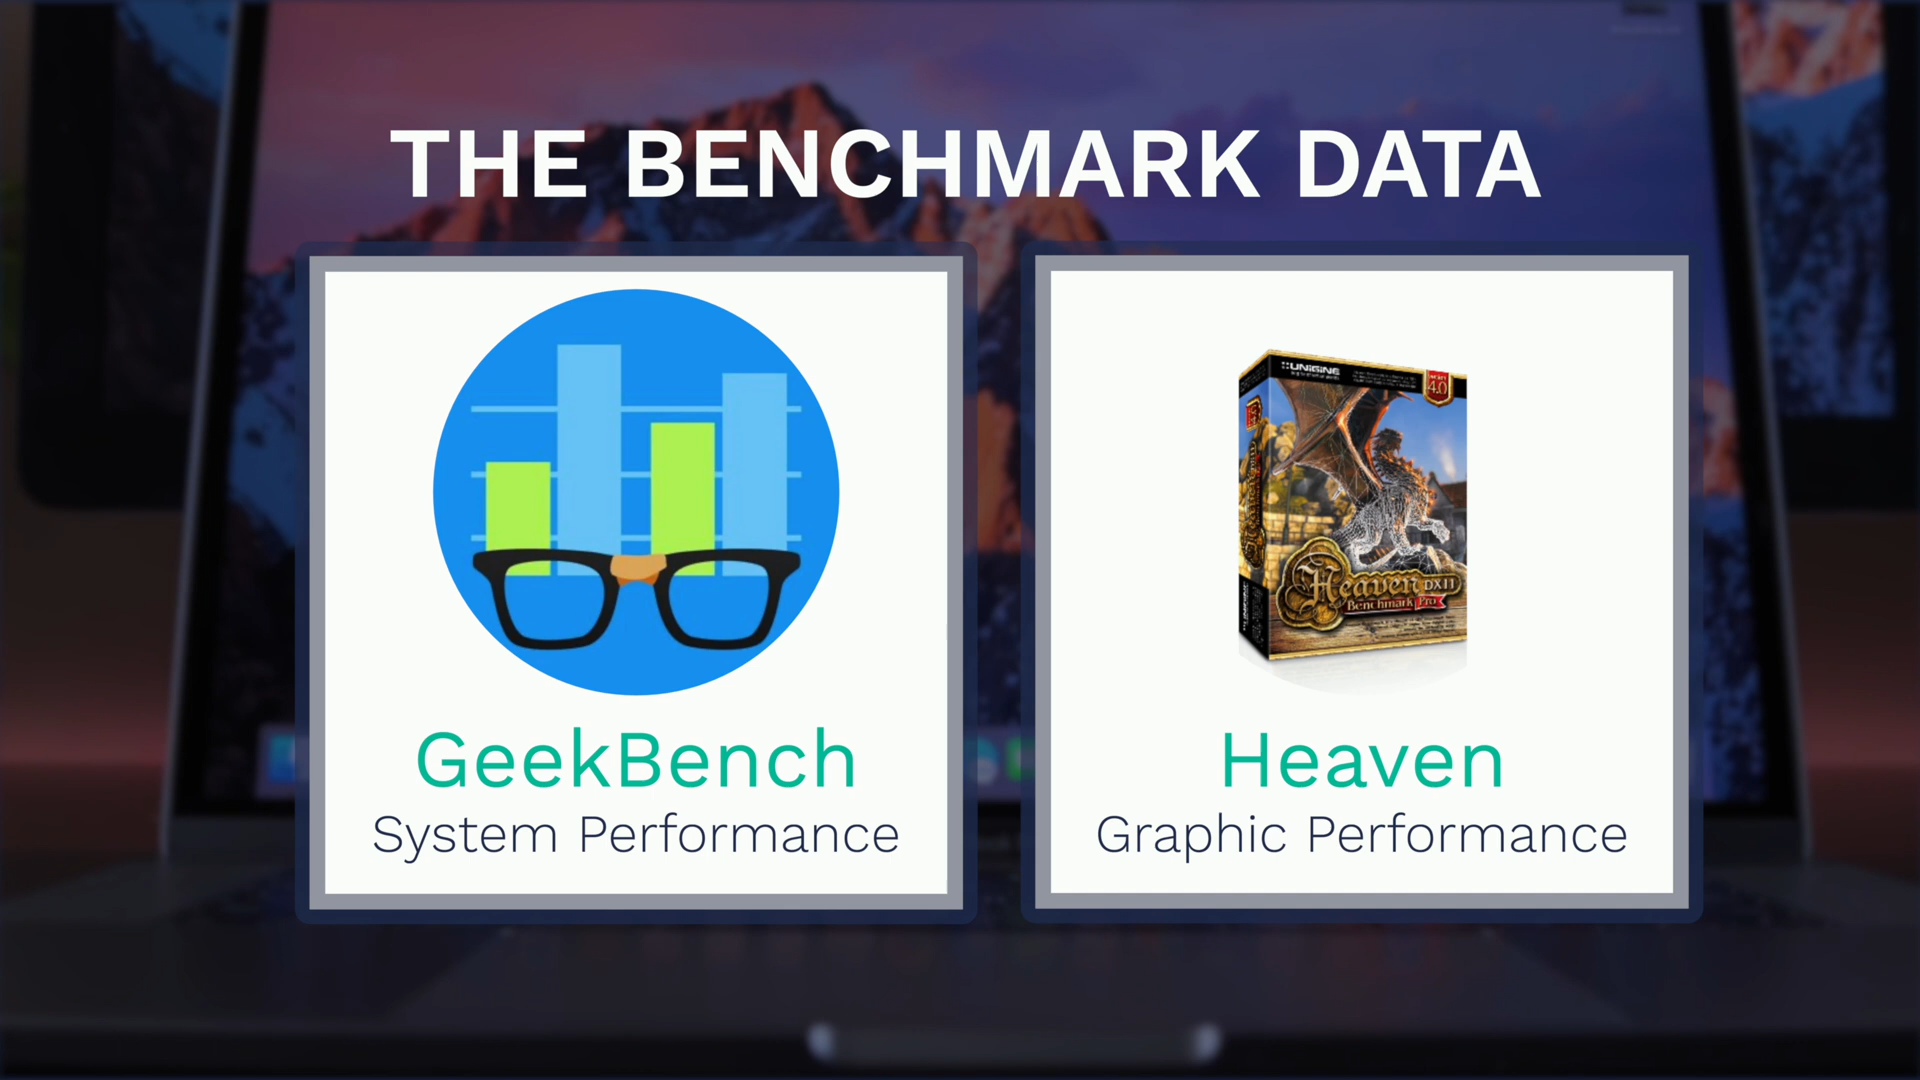 THE BENCHMARK DATA
GeekBench
System Performance
UNIGINE
4.0
Heaven DX11
Benchmark Pro
Heaven
Graphic Performance